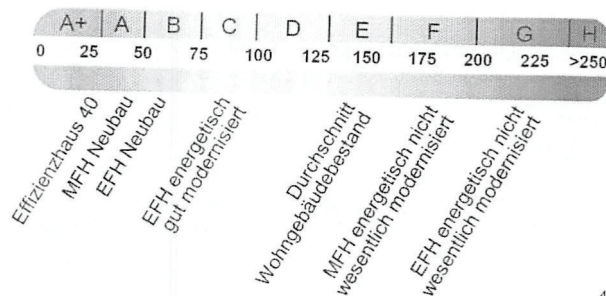 A+ A B C D E F G H
0 25 50 75 100 125 150 175 200 225 >250
Effizienzhaus 40
MFH Neubau
EFH Neubau
EFH energetisch
gut modernisiert
Durchschnitt
Wohngebäudebestand
MFH energetisch nicht
wesentlich modernisiert
EFH energetisch nicht
wesentlich modernisiert
4